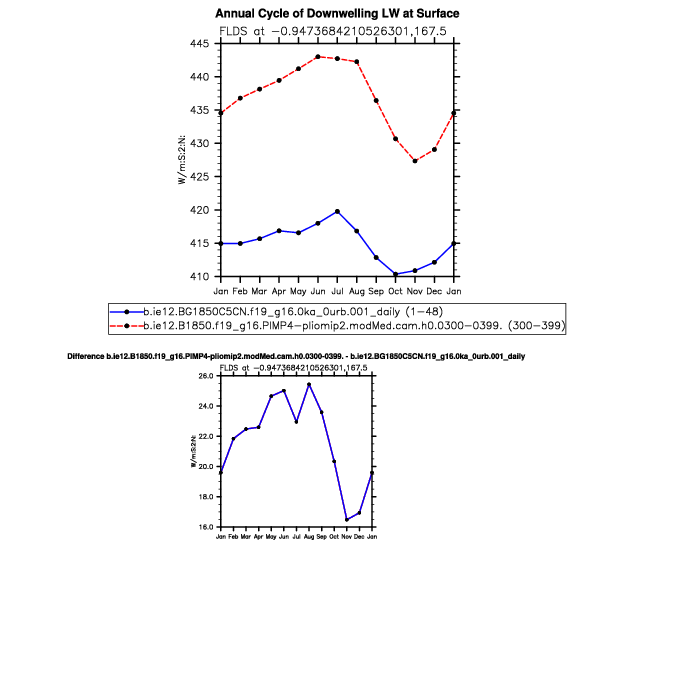 Annual Cycle of Downwelling LW at Surface
FLDS at −0.9473684210526301,167.5
445
440
435
430
425
420
415
410
W/m:S:2:N:
Jan Feb Mar Apr May Jun Jul Aug Sep Oct Nov Dec Jan
b.ie12.BG1850C5CN.f19_g16.0ka_0urb.001_daily (1−48)
b.ie12.B1850.f19_g16.PIMP4−pliomip2.modMed.cam.h0.0300−0399. (300−399)
Difference b.ie12.B1850.f19_g16.PIMP4-pliomip2.modMed.cam.h0.0300-0399. - b.ie12.BG1850C5CN.f19_g16.0ka_0urb.001_daily
FLDS at −0.9473684210526301,167.5
26.0
24.0
22.0
20.0
18.0
16.0
W/m:S:2:N:
Jan Feb Mar Apr May Jun Jul Aug Sep Oct Nov Dec Jan